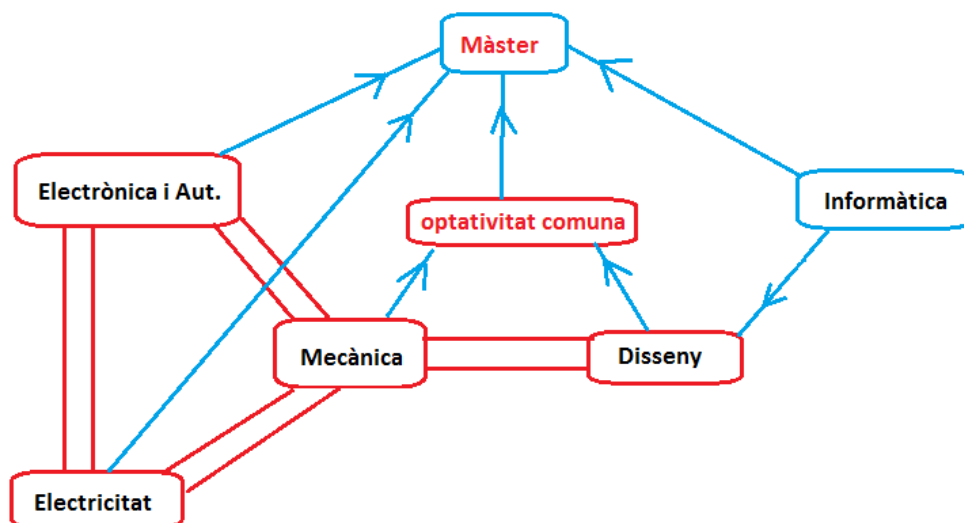 Màster
Electrònica i Aut.
Informàtica
optativitat comuna
Mecànica
Disseny
Electricitat